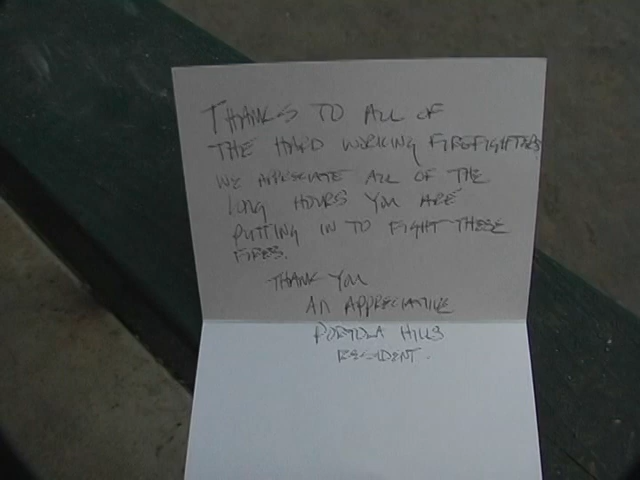 THANKS TO ALL OF
THE HARD WORKING FIREFIGHTERS
WE APPRECIATE ALL OF THE
LONG HOURS YOU ARE
PUTTING IN TO FIGHT THESE
FIRES.
THANK YOU
AN APPRECIATIVE
PORTOLA HILLS
RESIDENT.